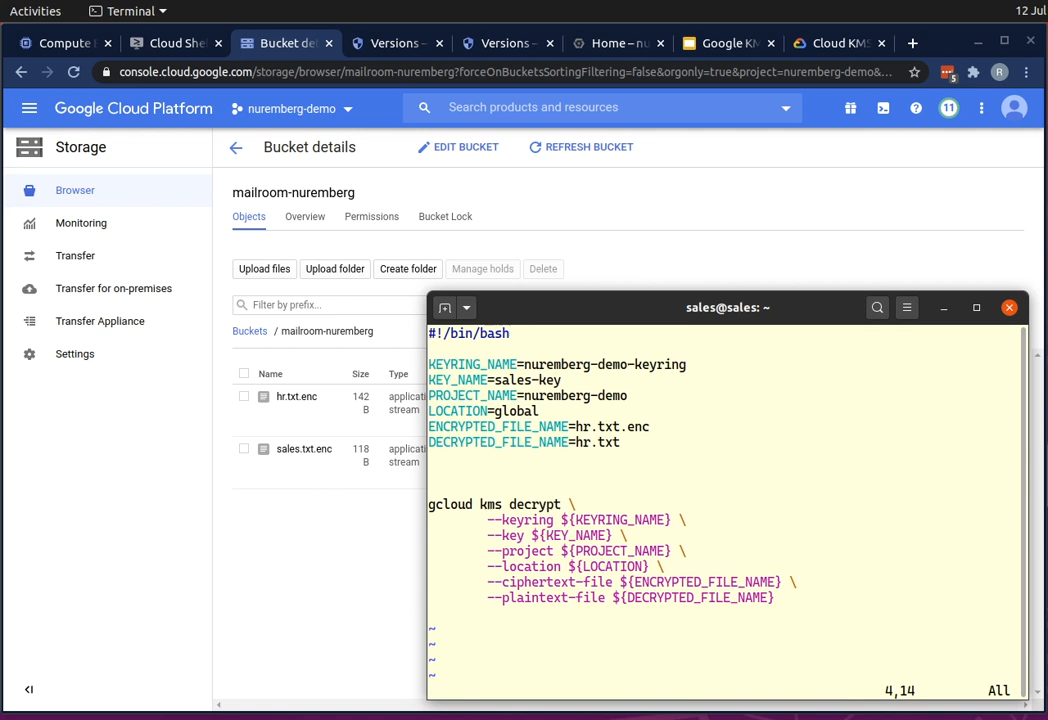 Activities Terminal 12 Jul
Compute Cloud She Bucket de Versions – Versions – Home – nu Google KM Cloud KMS
console.cloud.google.com/storage/browser/mailroom-nuremberg?forceOnBucketsSortingFiltering=false&orgonly=true&project=nuremberg-demo&... 5 R
Google Cloud Platform nuremberg-demo Search products and resources 11
Storage Bucket details EDIT BUCKET REFRESH BUCKET
Browser
Monitoring
Transfer
Transfer for on-premises
Transfer Appliance
Settings
mailroom-nuremberg
Objects Overview Permissions Bucket Lock
Upload files Upload folder Create folder Manage holds Delete
Filter by prefix...
Buckets / mailroom-nuremberg
Name Size Type
hr.txt.enc 142 B applicati stream
sales.txt.enc 118 B applicati stream
sales@sales: ~
#!/bin/bash
KEYRING_NAME=nuremberg-demo-keyring
KEY_NAME=sales-key
PROJECT_NAME=nuremberg-demo
LOCATION=global
ENCRYPTED_FILE_NAME=hr.txt.enc
DECRYPTED_FILE_NAME=hr.txt
gcloud kms decrypt \
--keyring ${KEYRING_NAME} \
--key ${KEY_NAME} \
--project ${PROJECT_NAME} \
--location ${LOCATION} \
--ciphertext-file ${ENCRYPTED_FILE_NAME} \
--plaintext-file ${DECRYPTED_FILE_NAME}
~
~
~
~
4,14 All